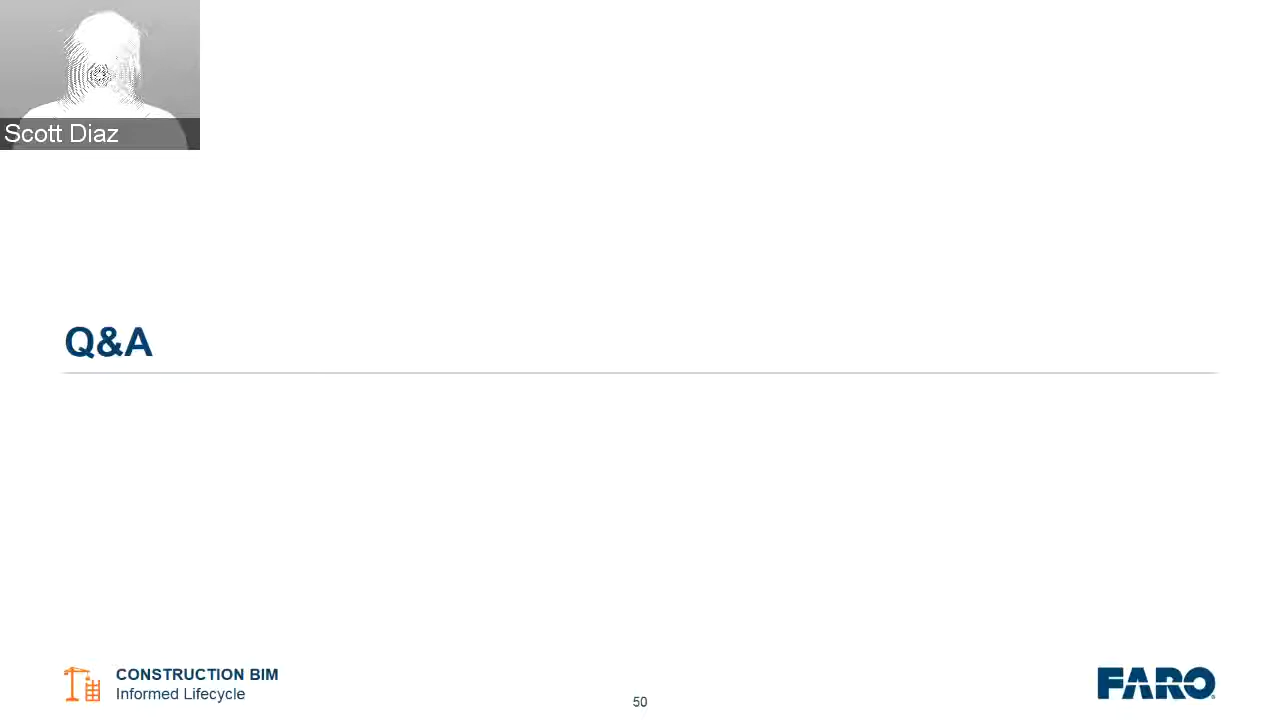 Scott Diaz
Q&A
CONSTRUCTION BIM
Informed Lifecycle
50
FARO